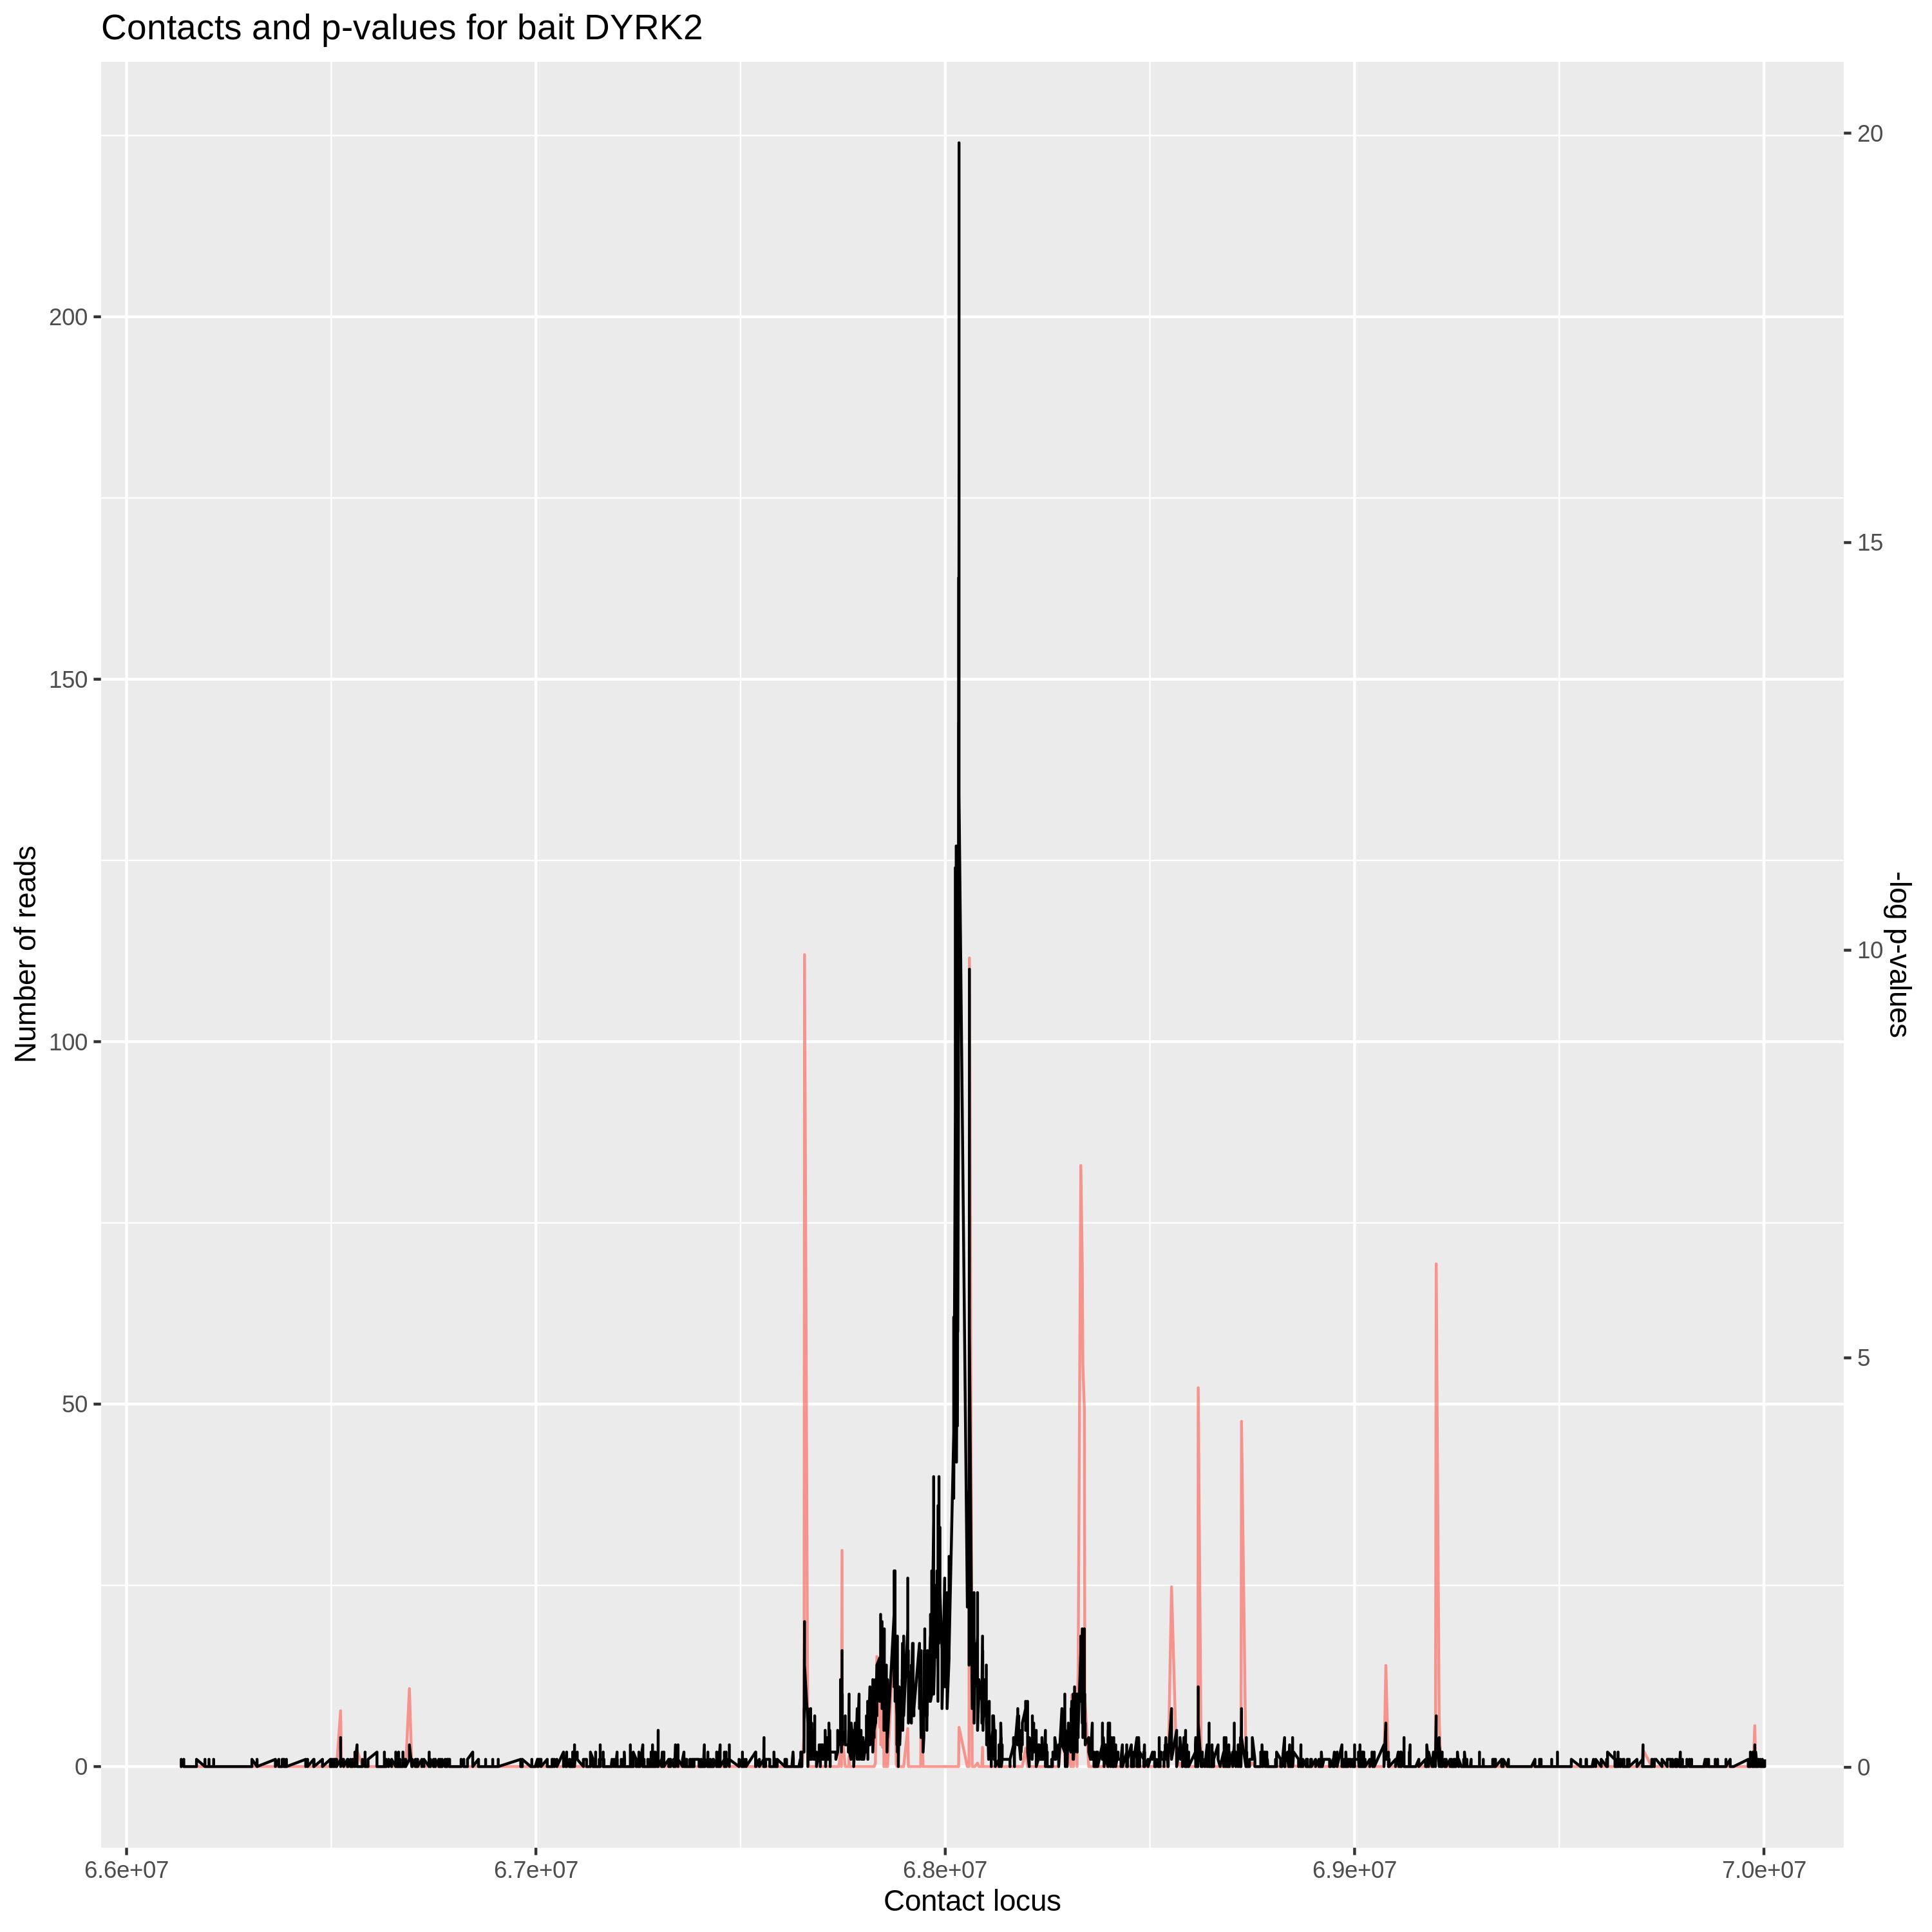 Contacts and p-values for bait DYRK2
200
150
100
50
0
Number of reads
20
15
10
5
0
-log p-values
6.6e+07 6.7e+07 6.8e+07 6.9e+07 7.0e+07
Contact locus